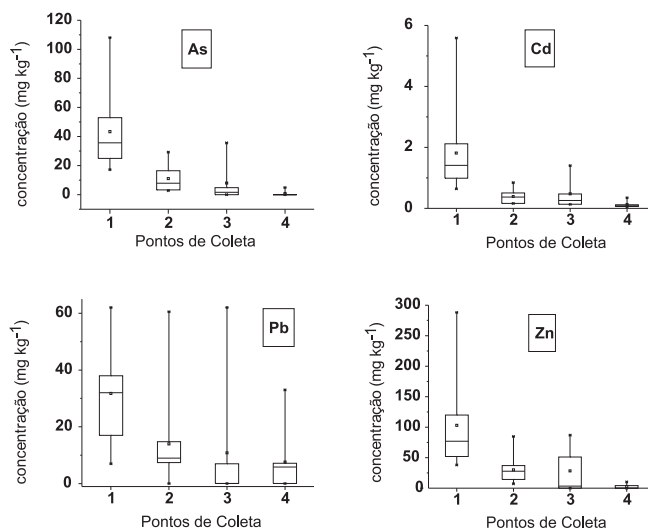 As
concentração (mg kg⁻¹)
120
100
80
60
40
20
0
1 2 3 4
Pontos de Coleta
Cd
concentração (mg kg⁻¹)
6
4
2
0
1 2 3 4
Pontos de Coleta
Pb
concentração (mg kg⁻¹)
60
40
20
0
1 2 3 4
Pontos de Coleta
Zn
concentração (mg kg⁻¹)
300
250
200
150
100
50
0
1 2 3 4
Pontos de Coleta